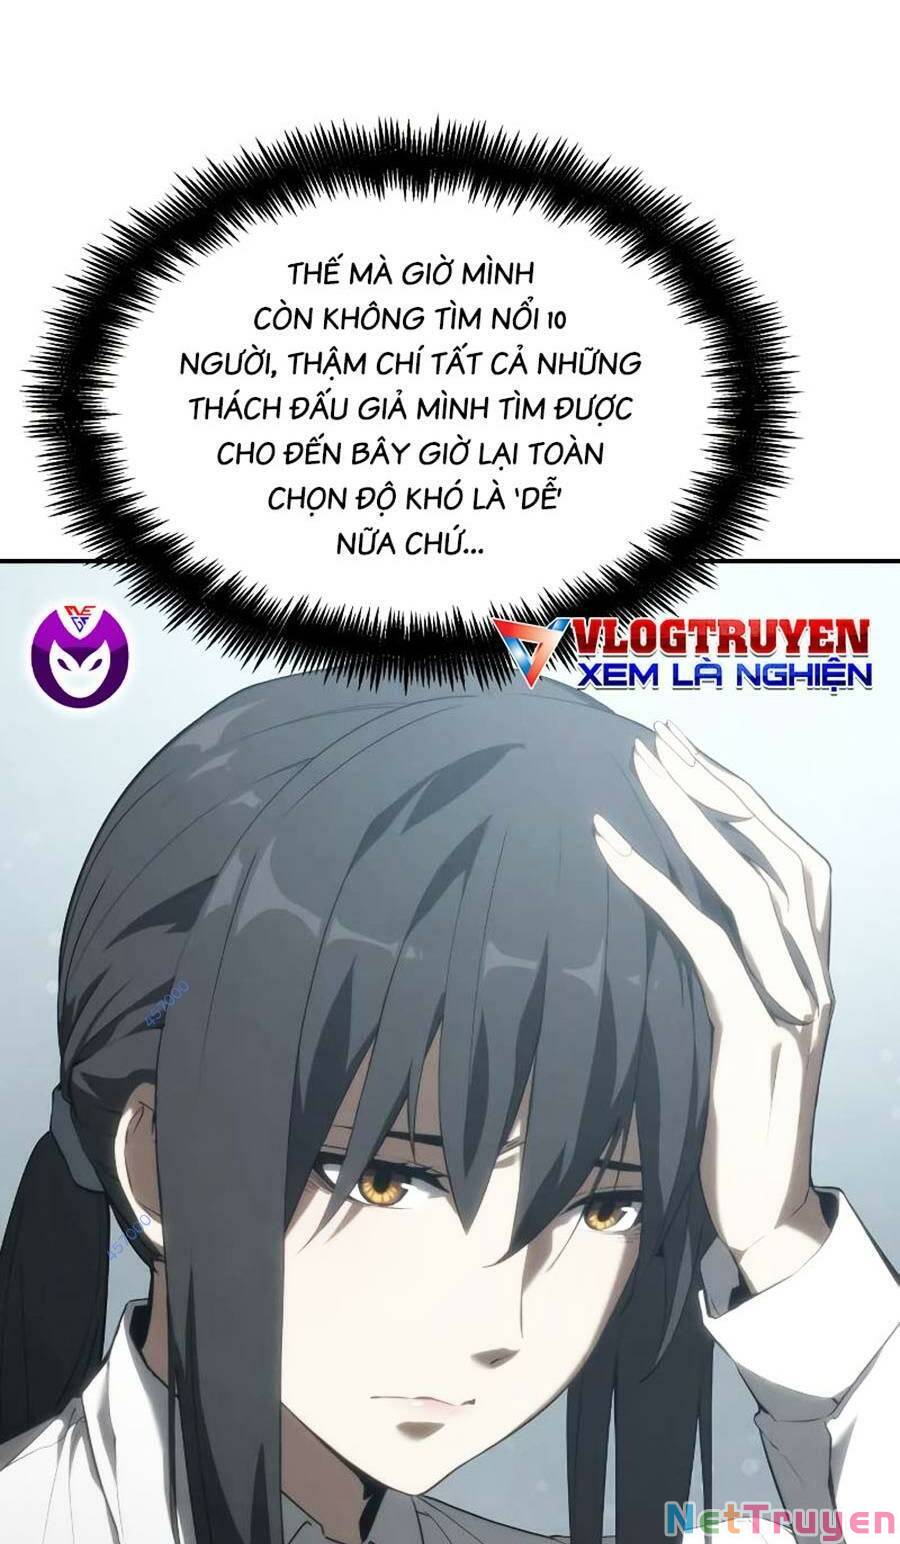 THẾ MÀ GIỜ MÌNH
CÒN KHÔNG TÌM NỔI 10
NGƯỜI, THẬM CHÍ TẤT CẢ NHỮNG
THÁCH ĐẤU GIẢ MÌNH TÌM ĐƯỢC
CHO ĐẾN BÂY GIỜ LẠI TOÀN
CHỌN ĐỘ KHÓ LÀ 'DỄ'
NỮA CHỨ...
VLOGTRUYEN
XEM LÀ NGHIỆN
457000
457000
NetTruyen